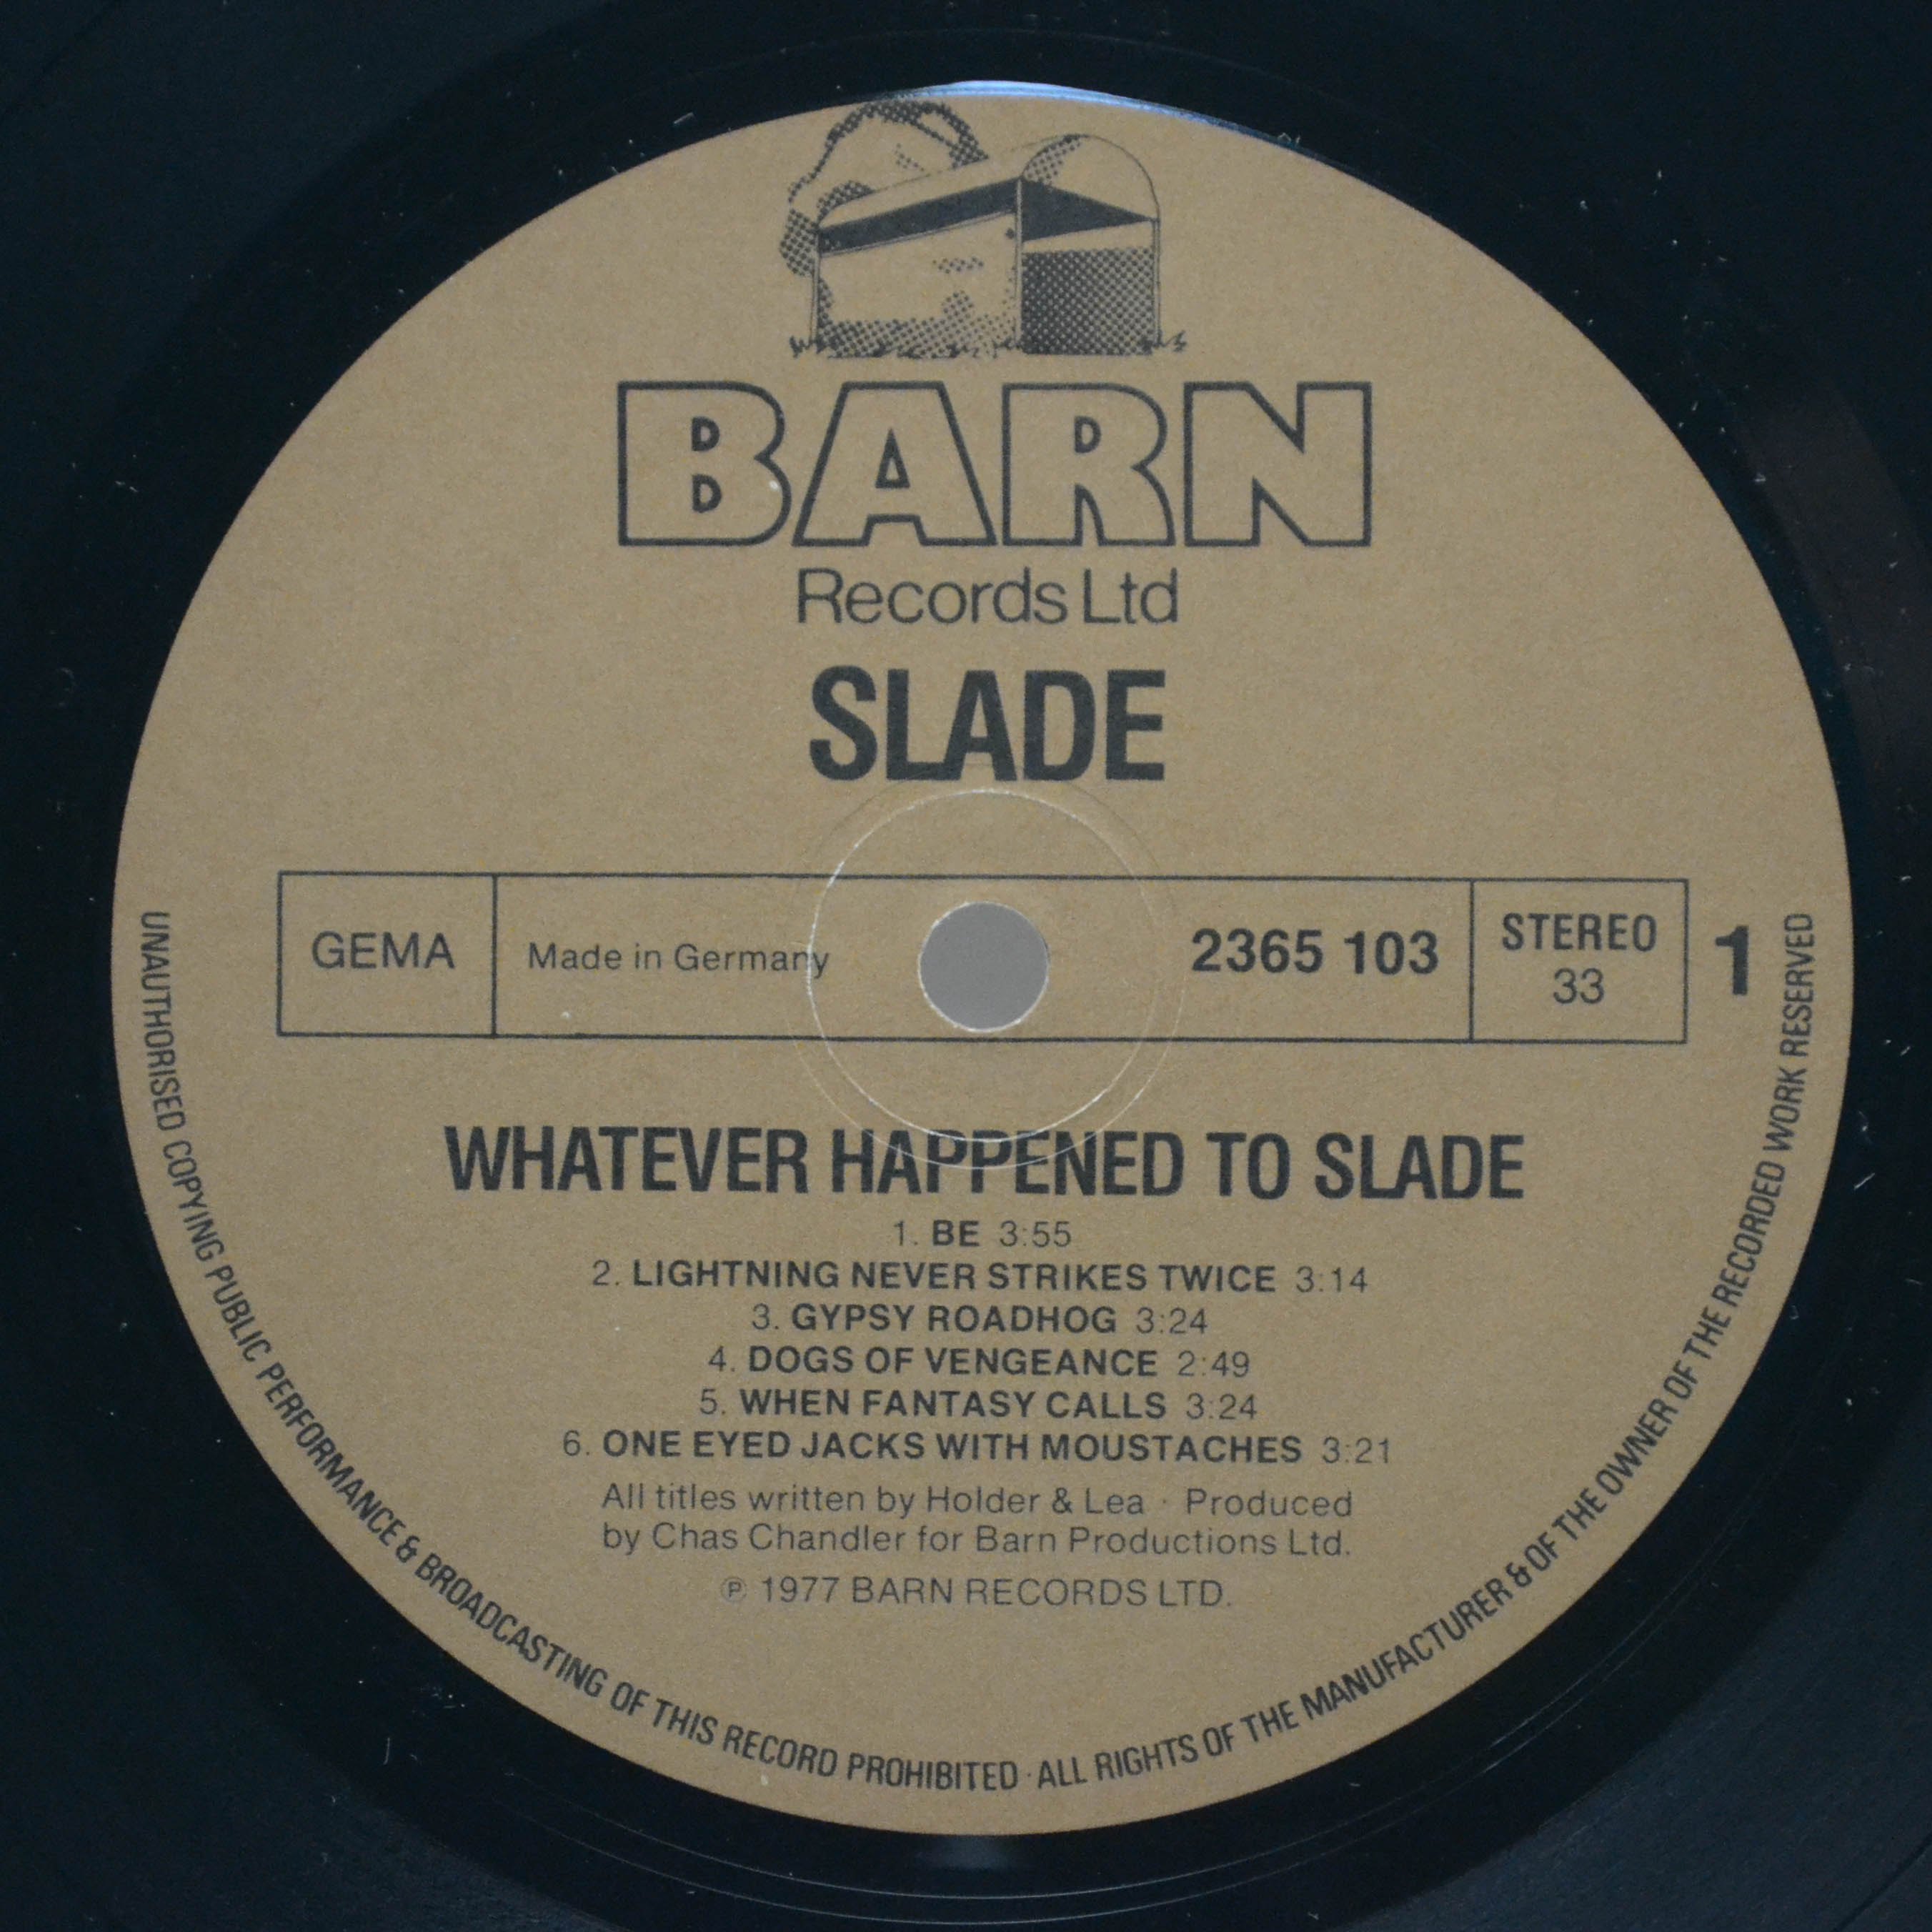 BARN
Records Ltd
SLADE
GEMA
Made in Germany
2365 103
STEREO
33
1
WHATEVER HAPPENED TO SLADE
1. BE 3:55
2. LIGHTNING NEVER STRIKES TWICE 3:14
3. GYPSY ROADHOG 3:24
4. DOGS OF VENGEANCE 2:49
5. WHEN FANTASY CALLS 3:24
6. ONE EYED JACKS WITH MOUSTACHES 3:21
All titles written by Holder & Lea · Produced
by Chas Chandler for Barn Productions Ltd.
℗ 1977 BARN RECORDS LTD.
UNAUTHORISED COPYING PUBLIC PERFORMANCE & BROADCASTING OF THIS RECORD PROHIBITED · ALL RIGHTS OF THE MANUFACTURER & OF THE OWNER OF THE RECORDED WORK RESERVED